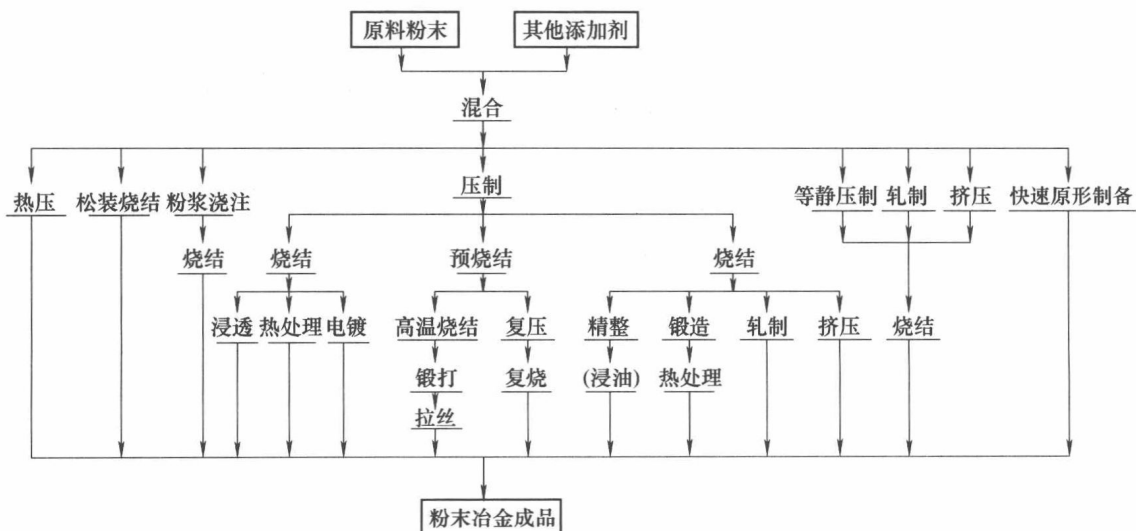 原料粉末 其他添加剂
混合
热压 松装烧结 粉浆浇注 压制 等静压制 轧制 挤压 快速原形制备
烧结 烧结 预烧结 烧结
浸透 热处理 电镀 高温烧结 复压 精整 锻造 轧制 挤压 烧结
锻打 复烧 (浸油) 热处理
拉丝
粉末冶金成品